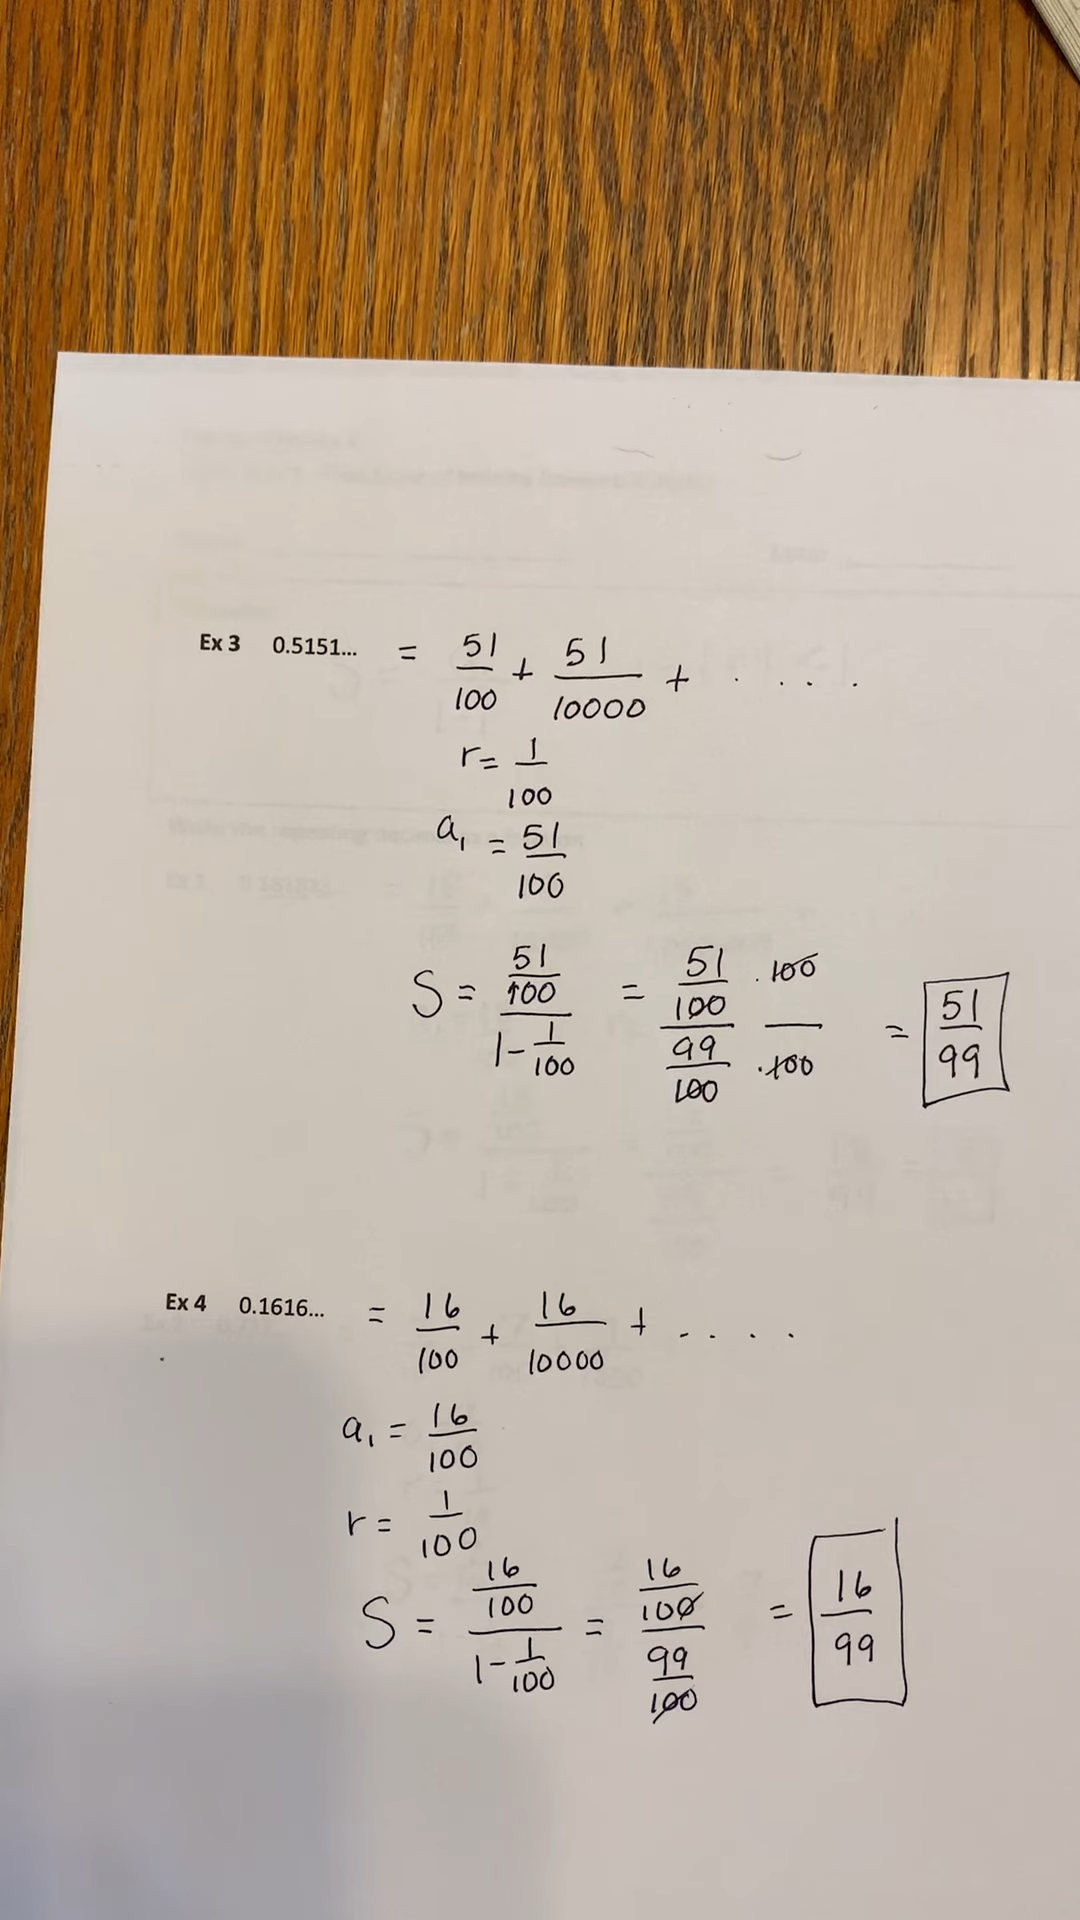 Ex 3 0.5151... = 51/100 + 51/10000 + ....
r = 1/100
a₁ = 51/100
S = (51/100)/(1 - 1/100) = (51/100)/(99/100) · 100/· 100 = 51/99
Ex 4 0.1616... = 16/100 + 16/10000 + ....
a₁ = 16/100
r = 1/100
S = (16/100)/(1 - 1/100) = (16/100)/(99/100) = 16/99